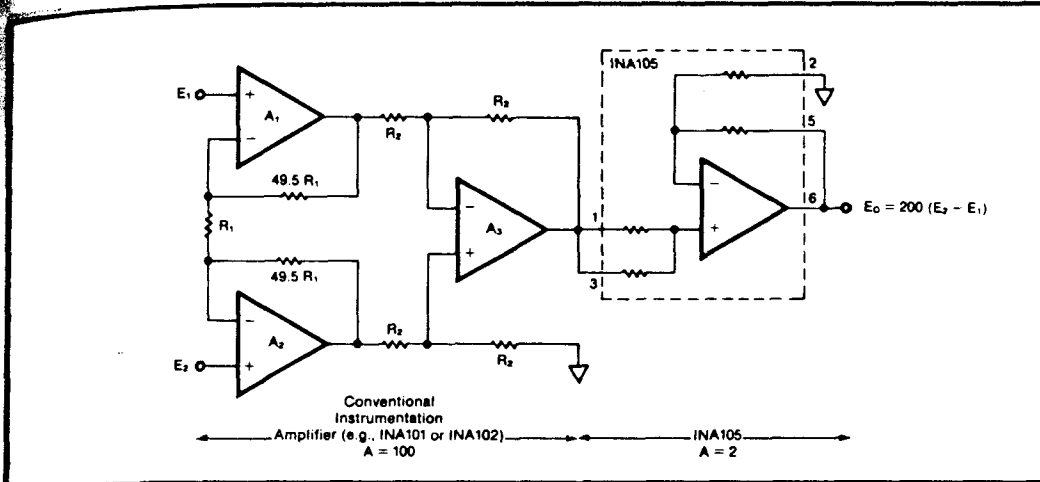 INA105
2
E₁
+
A₁
−
R₂
R₂
5
49.5 R₁
R₁
−
A₃
+
1
3
−
+
6
E₀ = 200 (E₂ − E₁)
49.5 R₁
−
A₂
+
E₂
R₂
R₂
Conventional
Instrumentation
Amplifier (e.g., INA101 or INA102)
A = 100
INA105
A = 2